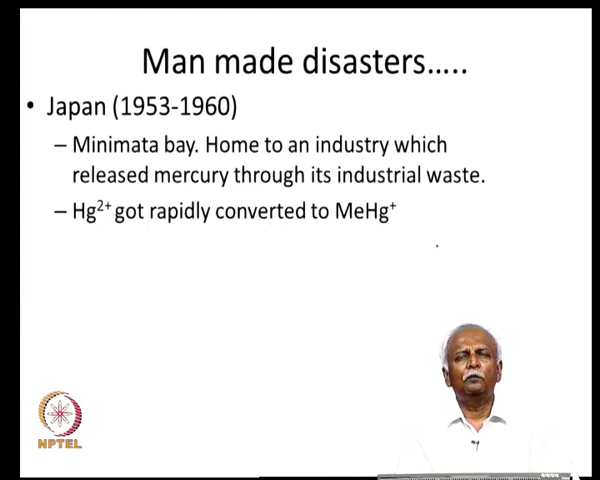 Man made disasters.....
• Japan (1953-1960)
– Minimata bay. Home to an industry which
released mercury through its industrial waste.
– Hg²⁺ got rapidly converted to MeHg⁺
NPTEL